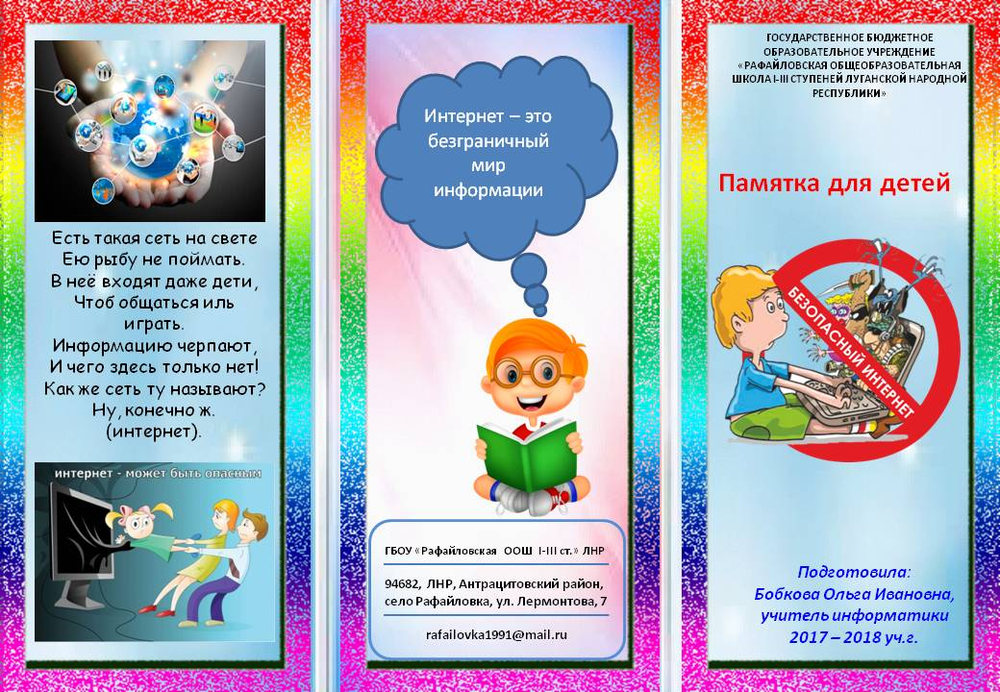 Есть такая сеть на свете
Ею рыбу не поймать.
В неё входят даже дети,
Чтоб общаться иль
играть.
Информацию черпают,
И чего здесь только нет!
Как же сеть ту называют?
Ну, конечно ж.
(интернет).
интернет - может быть опасным
Интернет – это
безграничный
мир
информации
ГБОУ «Рафайловская ООШ I-III ст.» ЛНР
94682, ЛНР, Антрацитовский район,
село Рафайловка, ул. Лермонтова, 7
rafailovka1991@mail.ru
ГОСУДАРСТВЕННОЕ БЮДЖЕТНОЕ
ОБРАЗОВАТЕЛЬНОЕ УЧРЕЖДЕНИЕ
«РАФАЙЛОВСКАЯ ОБЩЕОБРАЗОВАТЕЛЬНАЯ
ШКОЛА I-III СТУПЕНЕЙ ЛУГАНСКОЙ НАРОДНОЙ
РЕСПУБЛИКИ»
Памятка для детей
БЕЗОПАСНЫЙ ИНТЕРНЕТ
Подготовила:
Бобкова Ольга Ивановна,
учитель информатики
2017 – 2018 уч.г.